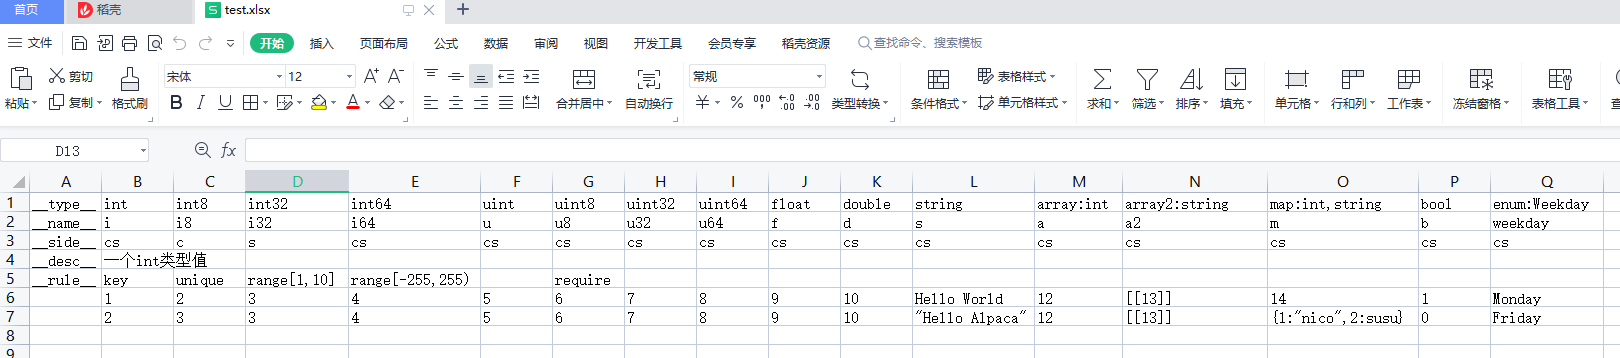 首页 稻壳 test.xlsx
文件 开始 插入 页面布局 公式 数据 审阅 视图 开发工具 会员专享 稻壳资源 查找命令、搜索模板
剪切 宋体 12 A+ A- 常规 表格样式
粘贴 复制 格式刷 B I U A 合并居中 自动换行 ¥ % 000 类型转换 条件格式 单元格样式 求和 筛选 排序 填充 单元格 行和列 工作表 冻结窗格 表格工具
D13 fx
A B C D E F G H I J K L M N O P Q
1 __type__ int int8 int32 int64 uint uint8 uint32 uint64 float double string array:int array2:string map:int,string bool enum:Weekday
2 __name__ i i8 i32 i64 u u8 u32 u64 f d s a a2 m b weekday
3 __side__ cs c s cs cs cs cs cs cs cs cs cs cs cs cs cs
4 __desc__ 一个int类型值
5 __rule__ key unique range[1,10] range[-255,255) require
6 1 2 3 4 5 6 7 8 9 10 Hello World 12 [[13]] 14 1 Monday
7 2 3 3 4 5 6 7 8 9 10 "Hello Alpaca" 12 [[13]] {1:"nico",2:susu} 0 Friday
8
9